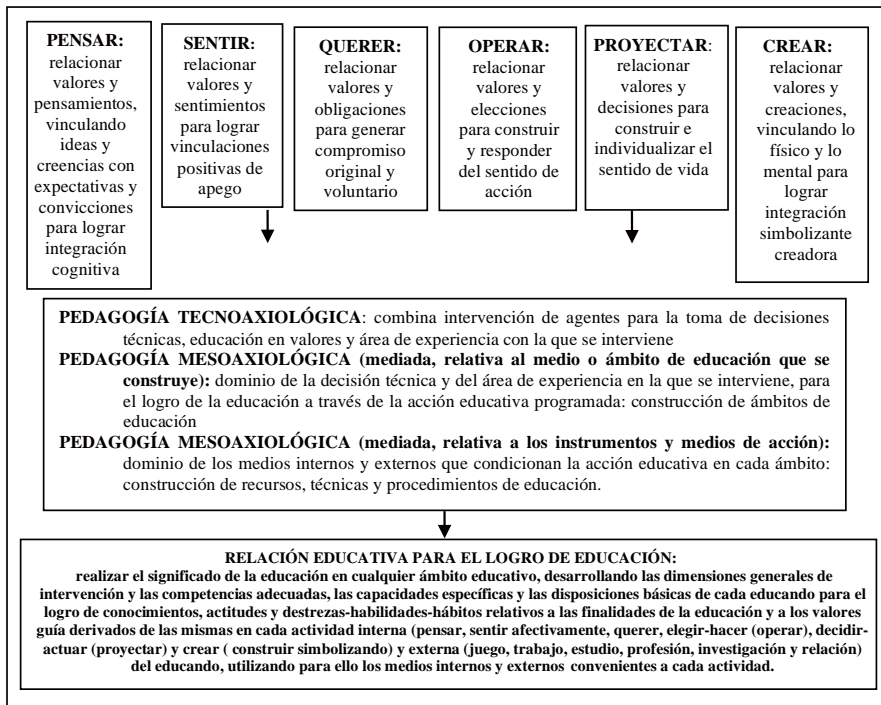 PENSAR:
relacionar
valores y
pensamientos,
vinculando
ideas y
creencias con
expectativas y
convicciones
para lograr
integración
cognitiva
SENTIR:
relacionar
valores y
sentimientos
para lograr
vinculaciones
positivas de
apego
QUERER:
relacionar
valores y
obligaciones
para generar
compromiso
original y
voluntario
OPERAR:
relacionar
valores y
elecciones
para construir
y responder
del sentido de
acción
PROYECTAR:
relacionar
valores y
decisiones para
construir e
individualizar el
sentido de vida
CREAR:
relacionar
valores y
creaciones,
vinculando lo
físico y lo
mental para
lograr
integración
simbolizante
creadora
PEDAGOGÍA TECNOAXIOLÓGICA: combina intervención de agentes para la toma de decisiones
técnicas, educación en valores y área de experiencia con la que se interviene
PEDAGOGÍA MESOAXIOLÓGICA (mediada, relativa al medio o ámbito de educación que se
construye): dominio de la decisión técnica y del área de experiencia en la que se interviene, para
el logro de la educación a través de la acción educativa programada: construcción de ámbitos de
educación
PEDAGOGÍA MESOAXIOLÓGICA (mediada, relativa a los instrumentos y medios de acción):
dominio de los medios internos y externos que condicionan la acción educativa en cada ámbito:
construcción de recursos, técnicas y procedimientos de educación.
RELACIÓN EDUCATIVA PARA EL LOGRO DE EDUCACIÓN:
realizar el significado de la educación en cualquier ámbito educativo, desarrollando las dimensiones generales de
intervención y las competencias adecuadas, las capacidades específicas y las disposiciones básicas de cada educando para el
logro de conocimientos, actitudes y destrezas-habilidades-hábitos relativos a las finalidades de la educación y a los valores
guía derivados de las mismas en cada actividad interna (pensar, sentir afectivamente, querer, elegir-hacer (operar), decidir-
actuar (proyectar) y crear ( construir simbolizando) y externa (juego, trabajo, estudio, profesión, investigación y relación)
del educando, utilizando para ello los medios internos y externos convenientes a cada actividad.